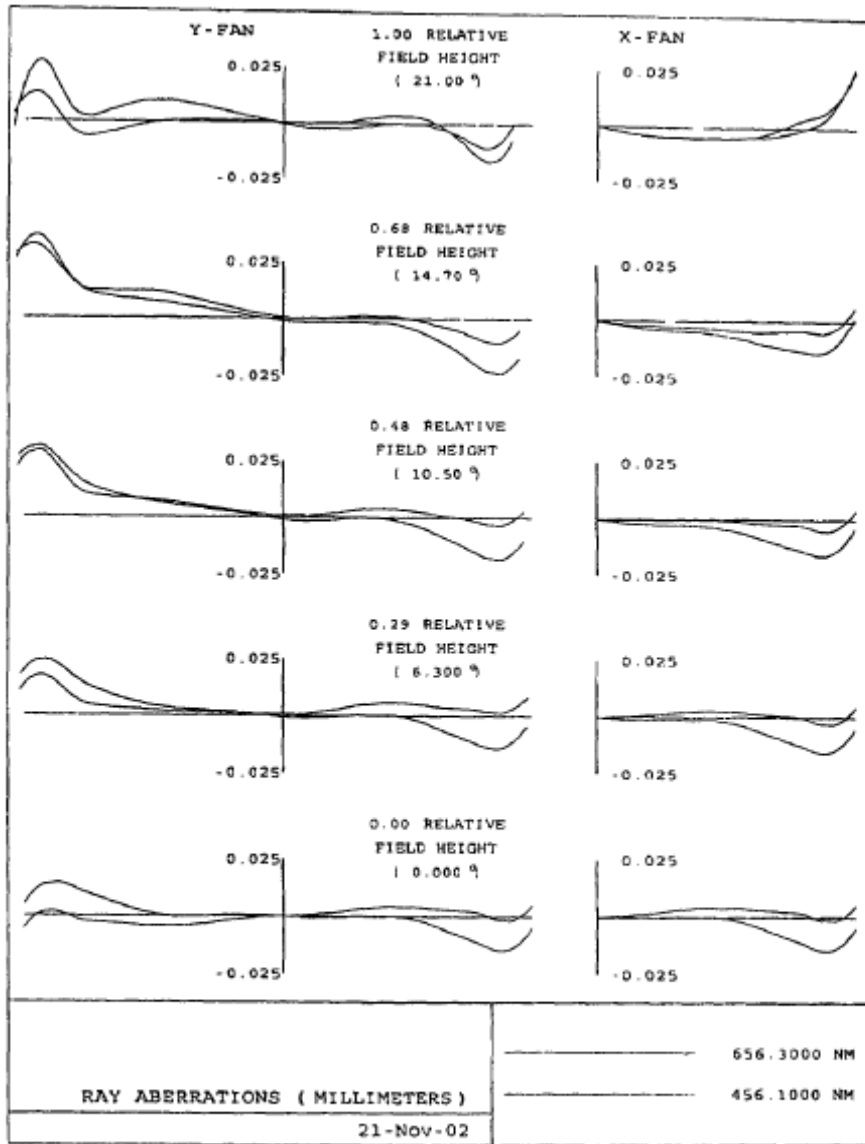 Y-FAN
1.00 RELATIVE
FIELD HEIGHT
( 21.00 º)
X-FAN
0.025
0.025
-0.025
-0.025
0.68 RELATIVE
FIELD HEIGHT
( 14.70 º)
0.025
0.025
-0.025
-0.025
0.48 RELATIVE
FIELD HEIGHT
( 10.50 º)
0.025
0.025
-0.025
-0.025
0.29 RELATIVE
FIELD HEIGHT
( 6.300 º)
0.025
0.025
-0.025
-0.025
0.00 RELATIVE
FIELD HEIGHT
( 0.000 º)
0.025
0.025
-0.025
-0.025
656.3000 NM
456.1000 NM
RAY ABERRATIONS ( MILLIMETERS )
21-Nov-02